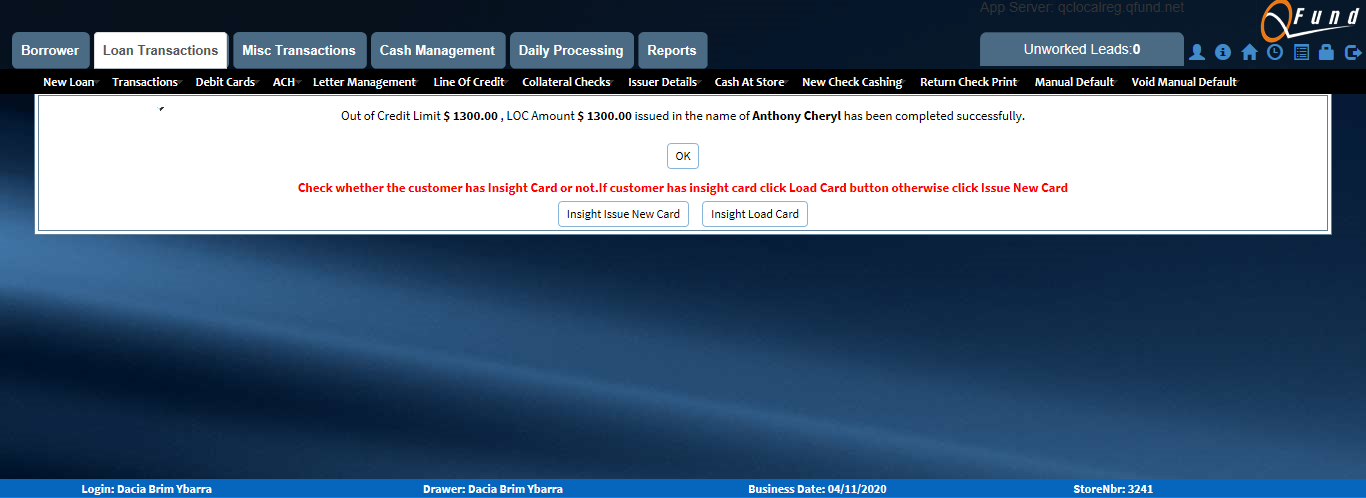 App Server: qclocalreg.qfund.net
QFund
Borrower
Loan Transactions
Misc Transactions
Cash Management
Daily Processing
Reports
Unworked Leads:0
New Loan
Transactions
Debit Cards
ACH
Letter Management
Line Of Credit
Collateral Checks
Issuer Details
Cash At Store
New Check Cashing
Return Check Print
Manual Default
Void Manual Default
Out of Credit Limit $ 1300.00 , LOC Amount $ 1300.00 issued in the name of Anthony Cheryl has been completed successfully.
OK
Check whether the customer has Insight Card or not.If customer has insight card click Load Card button otherwise click Issue New Card
Insight Issue New Card
Insight Load Card
Login: Dacia Brim Ybarra
Drawer: Dacia Brim Ybarra
Business Date: 04/11/2020
StoreNbr: 3241